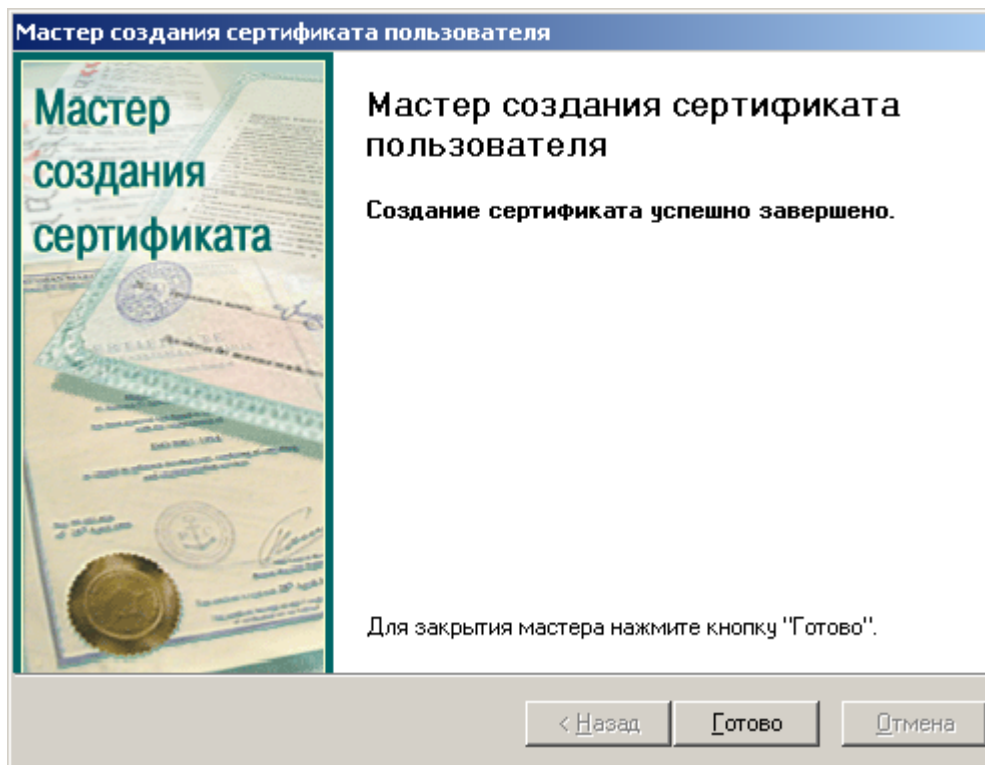 Мастер создания сертификата пользователя
Мастер
создания
сертификата
Мастер создания сертификата
пользователя
Создание сертификата успешно завершено.
Для закрытия мастера нажмите кнопку "Готово".
< Назад
Готово
Отмена